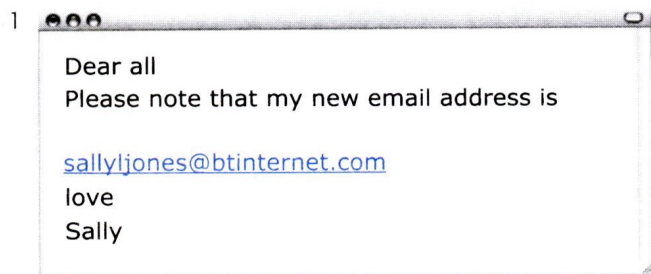 1
Dear all
Please note that my new email address is
sallyljones@btinternet.com
love
Sally